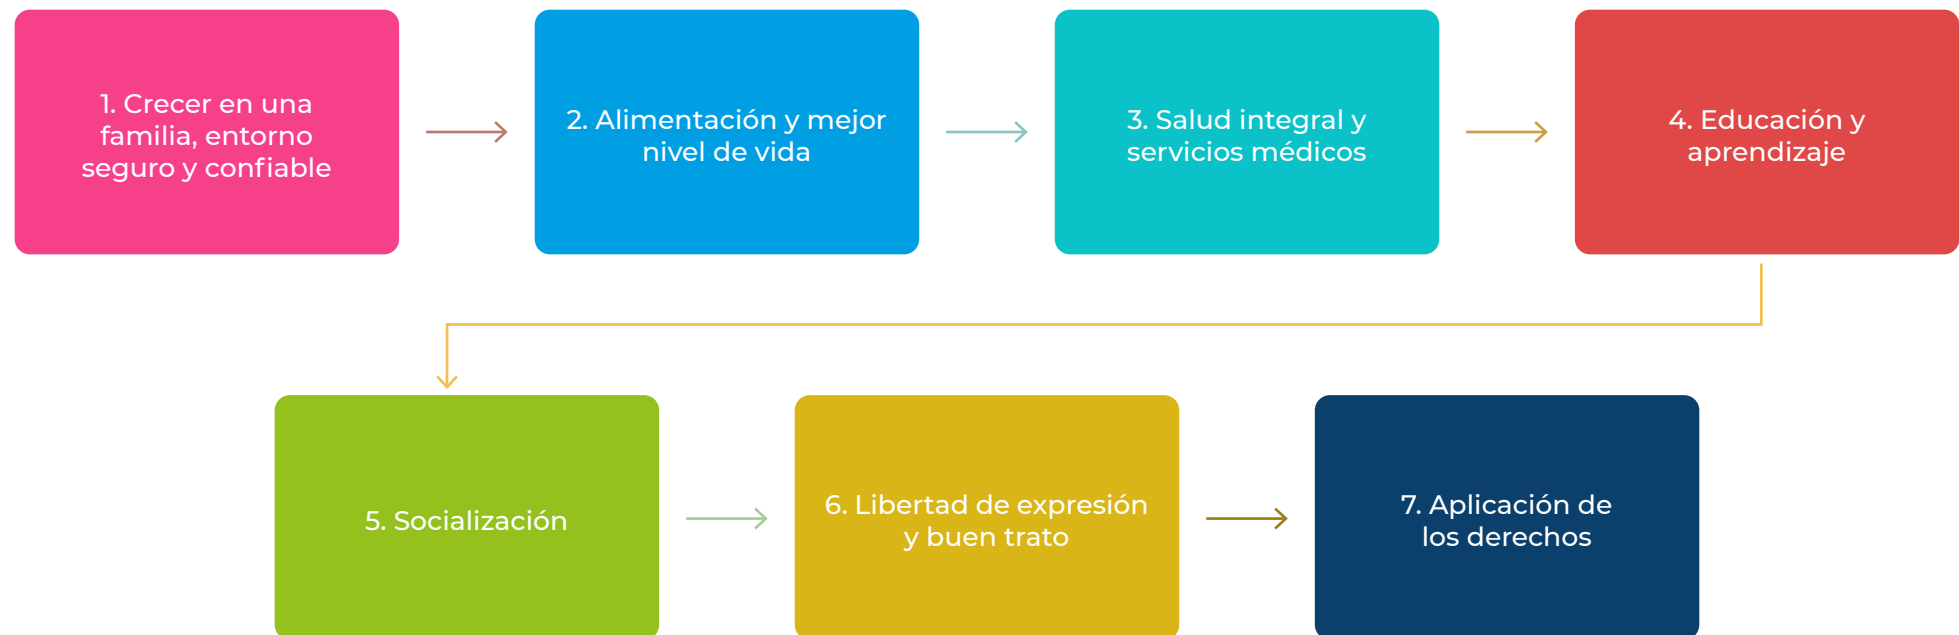 1. Crecer en una
familia, entorno
seguro y confiable
2. Alimentación y mejor
nivel de vida
3. Salud integral y
servicios médicos
4. Educación y
aprendizaje
5. Socialización
6. Libertad de expresión
y buen trato
7. Aplicación de
los derechos